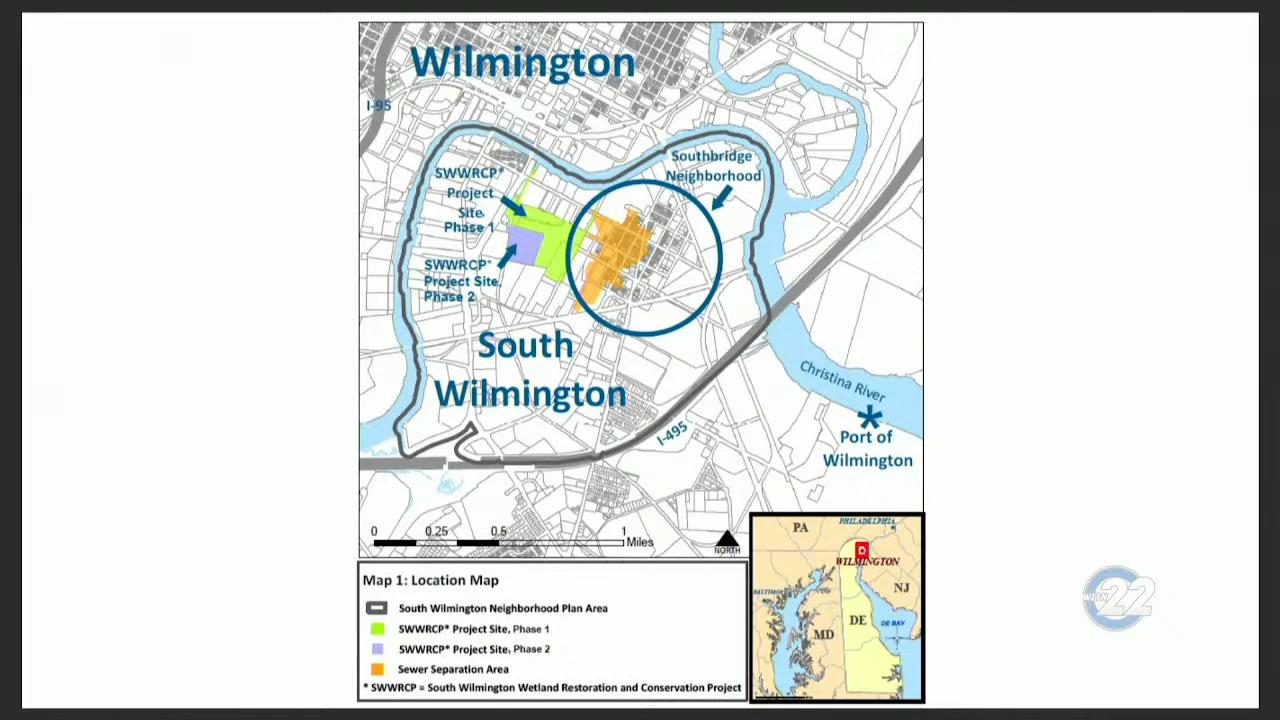 Wilmington
I-95
Southbridge
Neighborhood
SWWRCP*
Project
Site,
Phase 1
SWWRCP*
Project Site,
Phase 2
South
Wilmington
Christina River
Port of
Wilmington
I-495
0 0.25 0.5 1
Miles
NORTH
PA
PHILADELPHIA
WILMINGTON
NJ
DE
MD
DE BAY
Map 1: Location Map
South Wilmington Neighborhood Plan Area
SWWRCP* Project Site, Phase 1
SWWRCP* Project Site, Phase 2
Sewer Separation Area
* SWWRCP = South Wilmington Wetland Restoration and Conservation Project
WITN 22